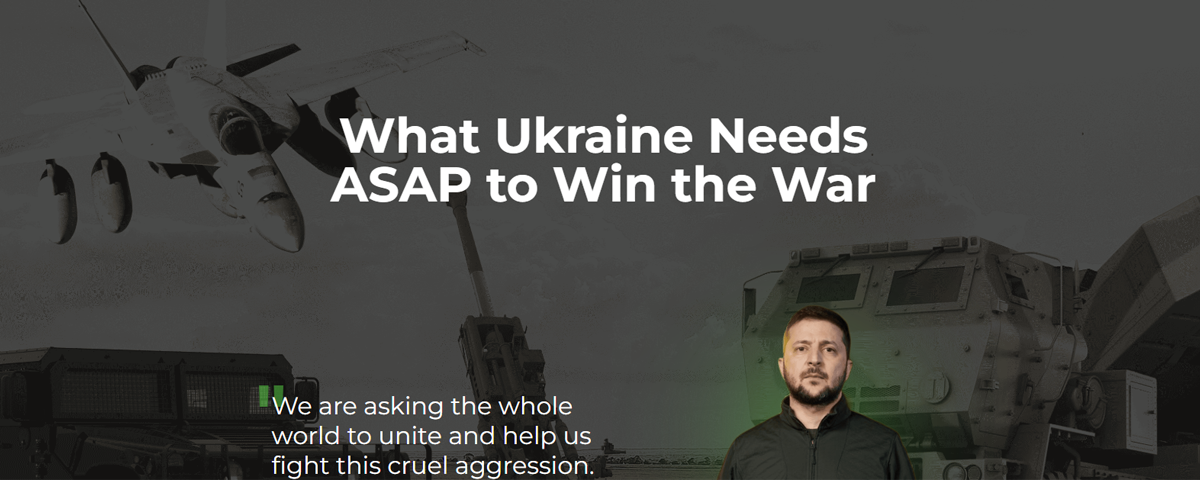 What Ukraine Needs
ASAP to Win the War
"We are asking the whole
world to unite and help us
fight this cruel aggression.